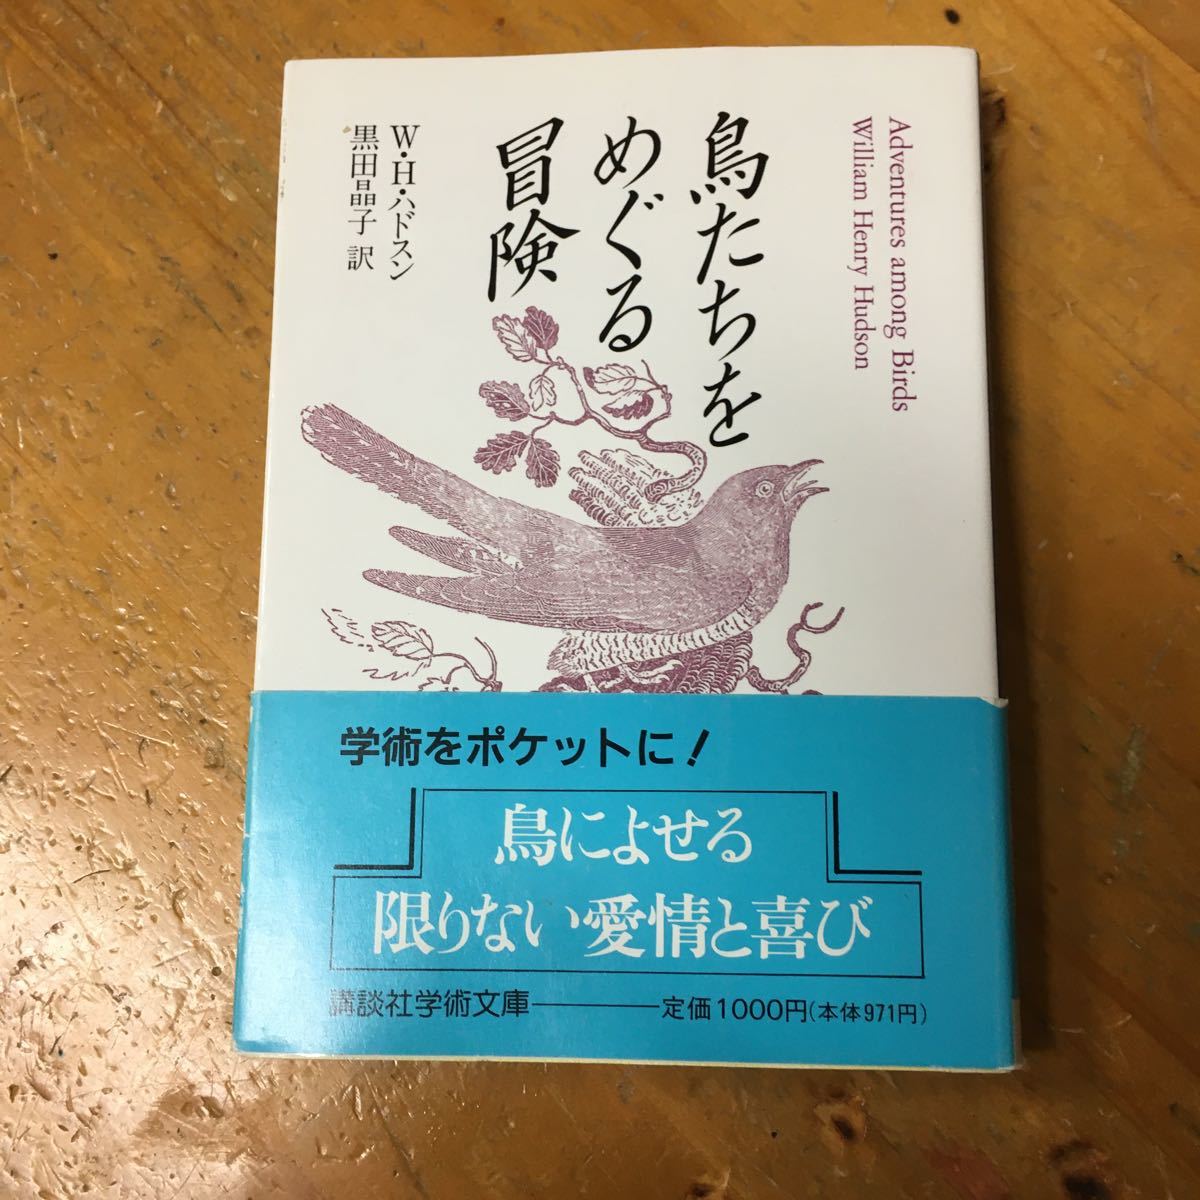 Adventures among Birds
William Henry Hudson
鳥たちを
めぐる
冒険
W・H・ハドスン
黒田晶子 訳
学術をポケットに！
鳥によせる
限りない愛情と喜び
講談社学術文庫――定価1000円(本体971円)